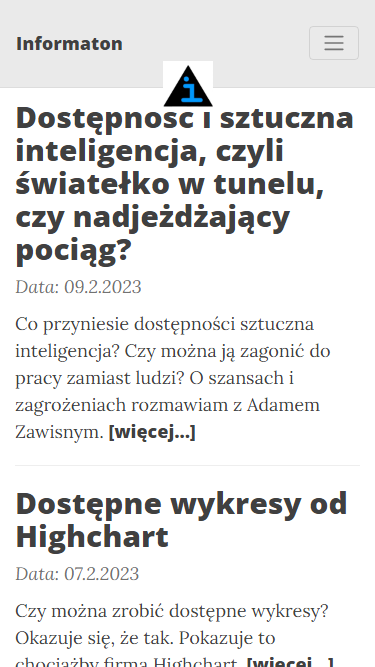 Informaton
i
Dostępność i sztuczna
inteligencja, czyli
światełko w tunelu,
czy nadjeżdżający
pociąg?
Data: 09.2.2023
Co przyniesie dostępności sztuczna
inteligencja? Czy można ją zagonić do
pracy zamiast ludzi? O szansach i
zagrożeniach rozmawiam z Adamem
Zawisnym. [więcej...]
Dostępne wykresy od
Highchart
Data: 07.2.2023
Czy można zrobić dostępne wykresy?
Okazuje się, że tak. Pokazuje to
chociażby firma Highchart. [więcej...]